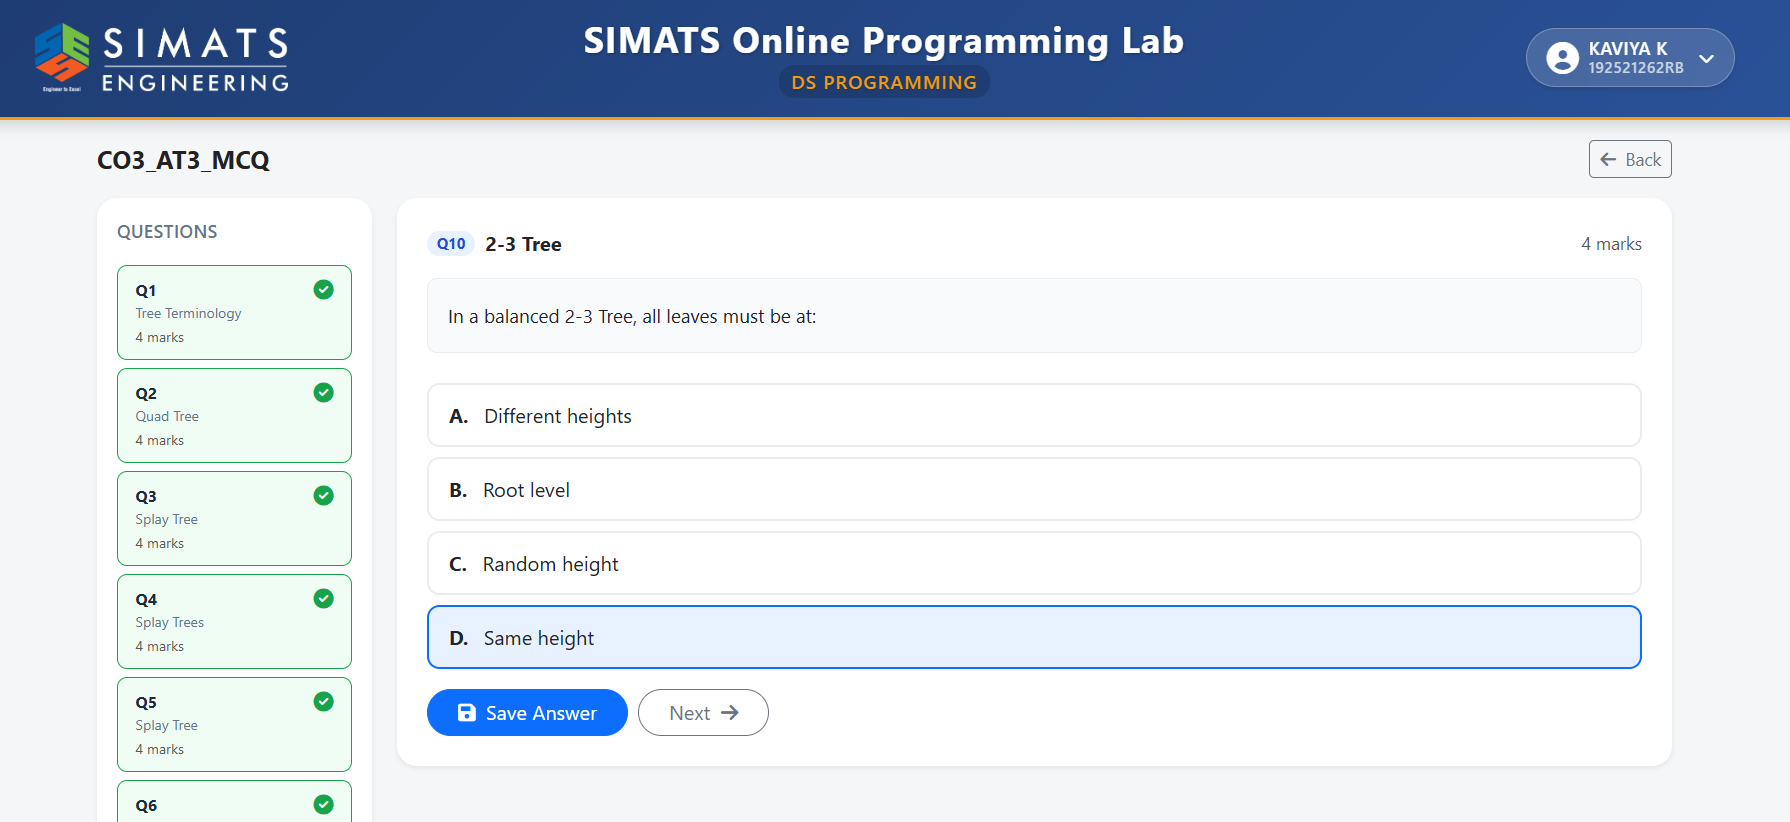 SIMATS
ENGINEERING
Engineer to Excel
SIMATS Online Programming Lab
DS PROGRAMMING
KAVIYA K
192521262RB
CO3_AT3_MCQ
Back
QUESTIONS
Q1
Tree Terminology
4 marks
Q2
Quad Tree
4 marks
Q3
Splay Tree
4 marks
Q4
Splay Trees
4 marks
Q5
Splay Tree
4 marks
Q6
Q10 2-3 Tree 4 marks
In a balanced 2-3 Tree, all leaves must be at:
A. Different heights
B. Root level
C. Random height
D. Same height
Save Answer Next